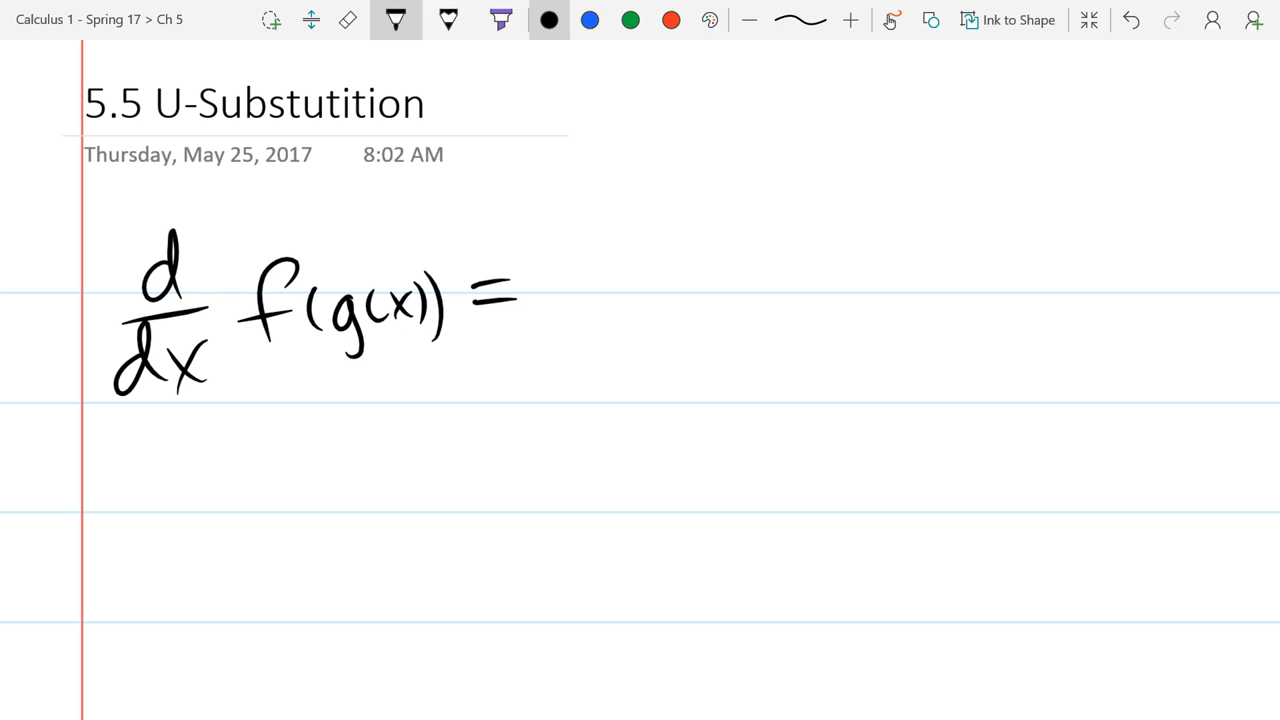 Calculus 1 - Spring 17 > Ch 5
Ink to Shape
5.5 U-Substutition
Thursday, May 25, 2017 8:02 AM
d/dx f(g(x)) =